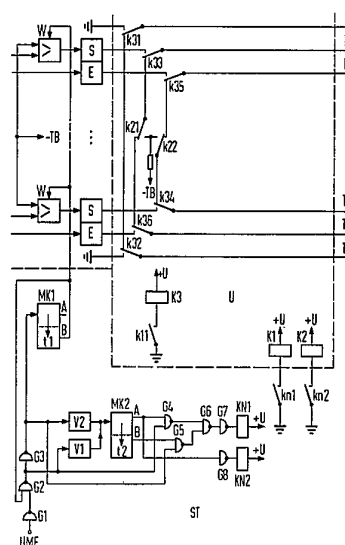 W
>
S
E
k31
k33
k35
-TB
k21
k22
-TB
W
>
S
E
k34
k36
k32
+U
K3
U
k11
MK1
A
B
t1
+U
+U
K1
K2
kn1
kn2
V2
V1
MK2
A
B
t2
G4
G5
G6
G7
KN1
+U
G8
KN2
+U
G3
G2
G1
ST